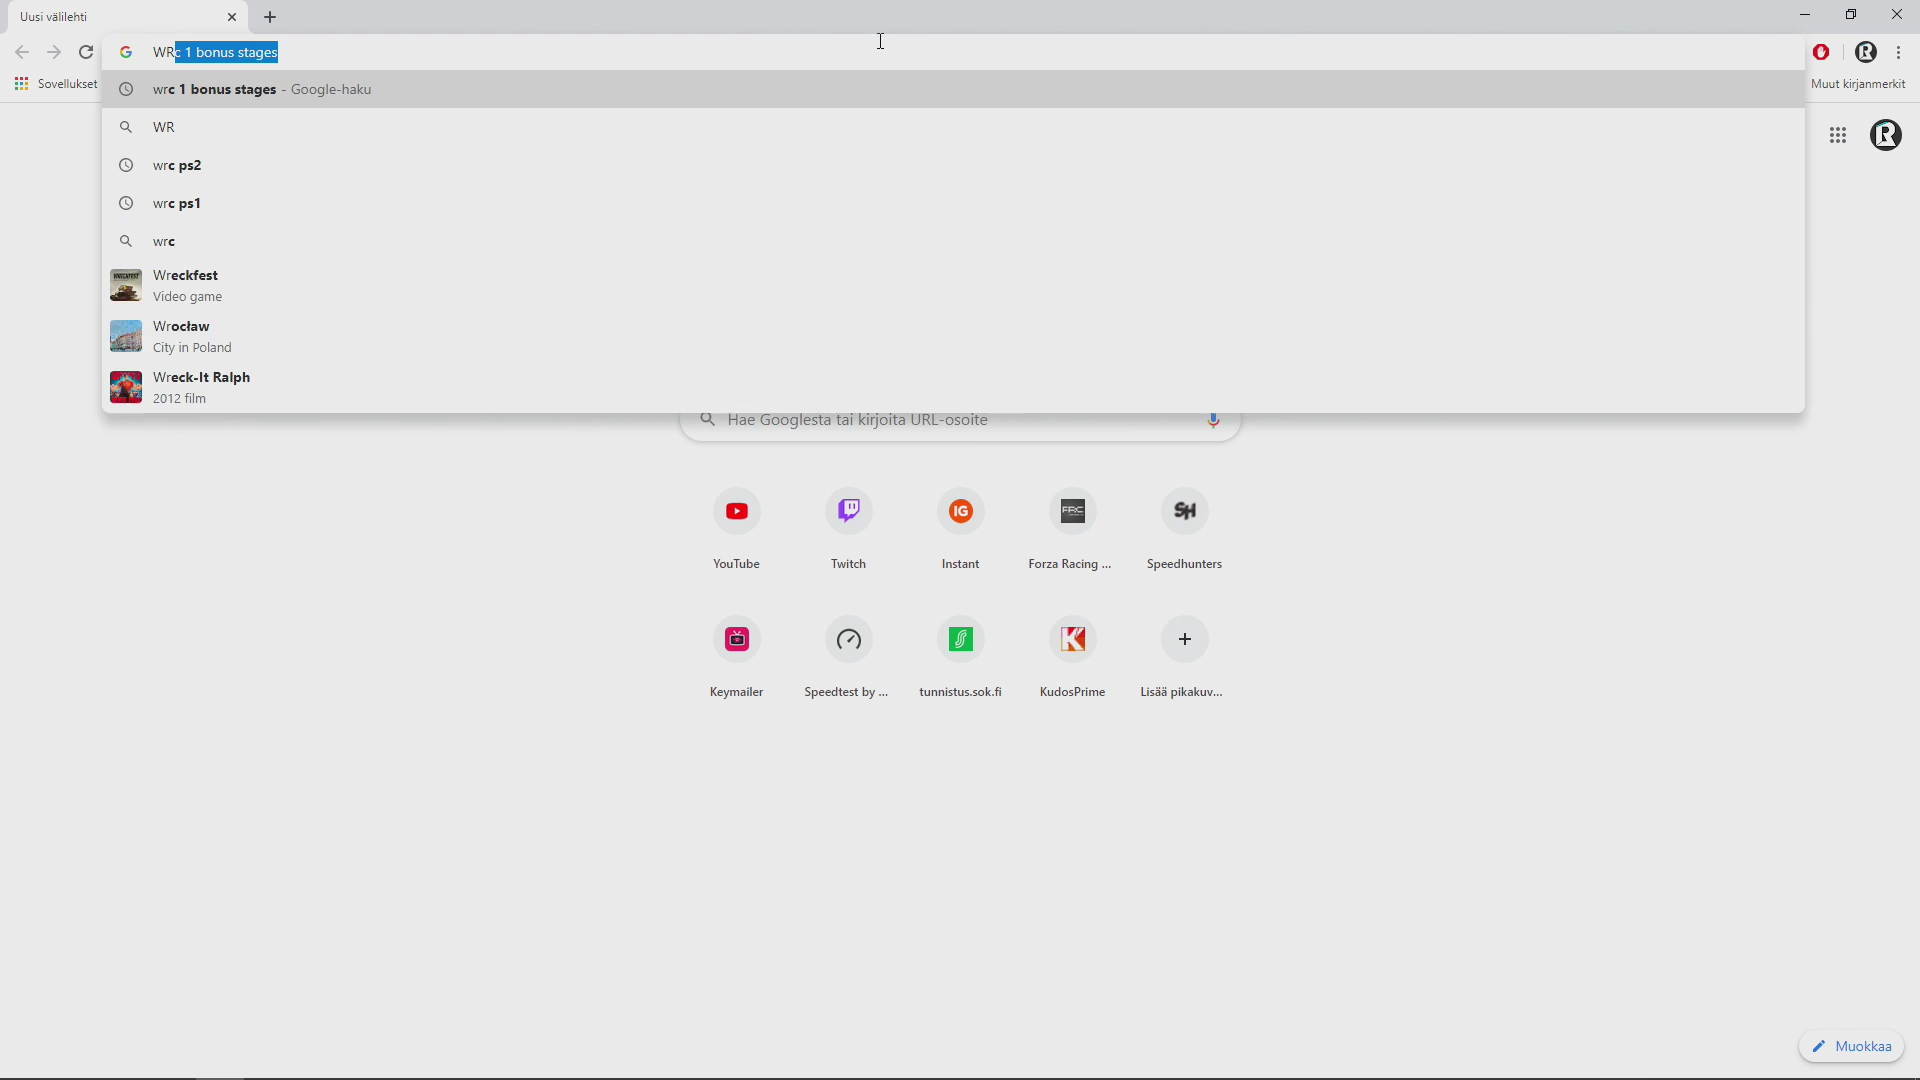 Uusi välilehti
WRc 1 bonus stages
Sovellukset
Muut kirjanmerkit
wrc 1 bonus stages - Google-haku
WR
wrc ps2
wrc ps1
wrc
Wreckfest
Video game
Wrocław
City in Poland
Wreck-It Ralph
2012 film
Hae Googlesta tai kirjoita URL-osoite
YouTube
Twitch
Instant
Forza Racing ...
Speedhunters
Keymailer
Speedtest by ...
tunnistus.sok.fi
KudosPrime
Lisää pikakuv...
Muokkaa